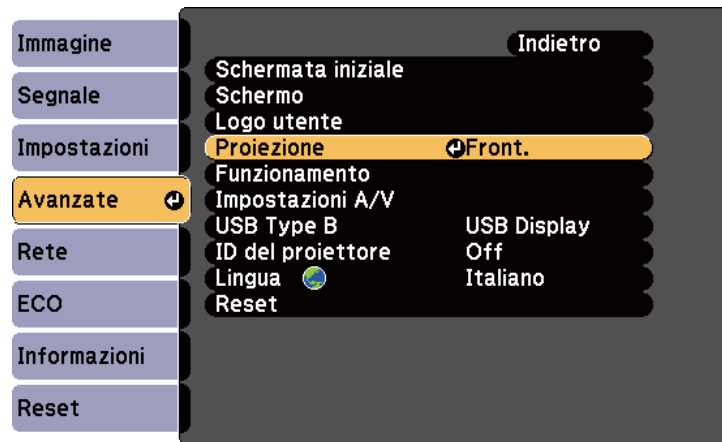 Immagine
Segnale
Impostazioni
Avanzate
Rete
ECO
Informazioni
Reset
Indietro
Schermata iniziale
Schermo
Logo utente
Proiezione Front.
Funzionamento
Impostazioni A/V
USB Type B USB Display
ID del proiettore Off
Lingua Italiano
Reset